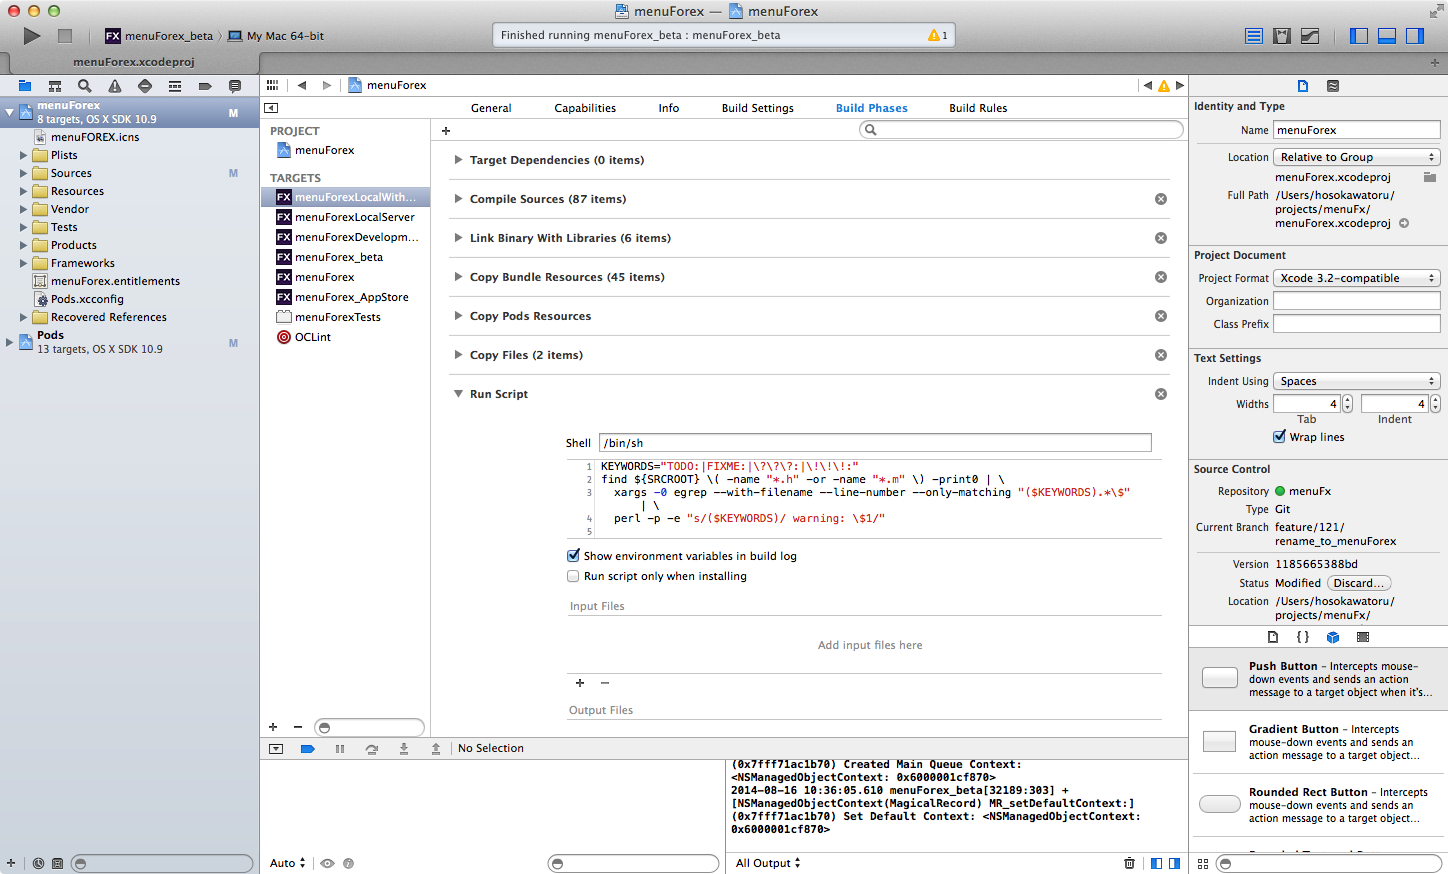 menuForex — menuForex
menuForex_beta
My Mac 64-bit
Finished running menuForex_beta : menuForex_beta
1
menuForex.xcodeproj
menuForex
8 targets, OS X SDK 10.9
M
menuFOREX.icns
Plists
Sources
M
Resources
Vendor
Tests
Products
Frameworks
menuForex.entitlements
Pods.xcconfig
Recovered References
Pods
13 targets, OS X SDK 10.9
M
menuForex
General
Capabilities
Info
Build Settings
Build Phases
Build Rules
PROJECT
menuForex
TARGETS
FX menuForexLocalWith...
FX menuForexLocalServer
FX menuForexDevelopm...
FX menuForex_beta
FX menuForex
FX menuForex_AppStore
menuForexTests
OCLint
Target Dependencies (0 items)
Compile Sources (87 items)
Link Binary With Libraries (6 items)
Copy Bundle Resources (45 items)
Copy Pods Resources
Copy Files (2 items)
Run Script
Shell /bin/sh
1 KEYWORDS="TODO:|FIXME:|\?\?\?:|\!\!\!:"
2 find ${SRCROOT} \( -name "*.h" -or -name "*.m" \) -print0 | \
3 xargs -0 egrep --with-filename --line-number --only-matching "($KEYWORDS).*\$"
| \
4 perl -p -e "s/($KEYWORDS)/ warning: \$1/"
5
Show environment variables in build log
Run script only when installing
Input Files
Add input files here
Output Files
No Selection
(0x7fff71ac1b70) Created Main Queue Context:
<NSManagedObjectContext: 0x6000001cf870>
2014-08-16 10:36:05.610 menuForex_beta[32189:303] +
[NSManagedObjectContext(MagicalRecord) MR_setDefaultContext:]
(0x7fff71ac1b70) Set Default Context: <NSManagedObjectContext:
0x6000001cf870>
Auto
All Output
Identity and Type
Name menuForex
Location Relative to Group
menuForex.xcodeproj
Full Path /Users/hosokawatoru/
projects/menuFx/
menuForex.xcodeproj
Project Document
Project Format Xcode 3.2-compatible
Organization
Class Prefix
Text Settings
Indent Using Spaces
Widths 4 4
Tab Indent
Wrap lines
Source Control
Repository menuFx
Type Git
Current Branch feature/121/
rename_to_menuForex
Version 1185665388bd
Status Modified Discard...
Location /Users/hosokawatoru/
projects/menuFx/
Push Button – Intercepts mouse-
down events and sends an action
message to a target object when it's...
Gradient Button – Intercepts
mouse-down events and sends an
action message to a target object...
Rounded Rect Button – Intercepts
mouse-down events and sends an
action message to a target object...